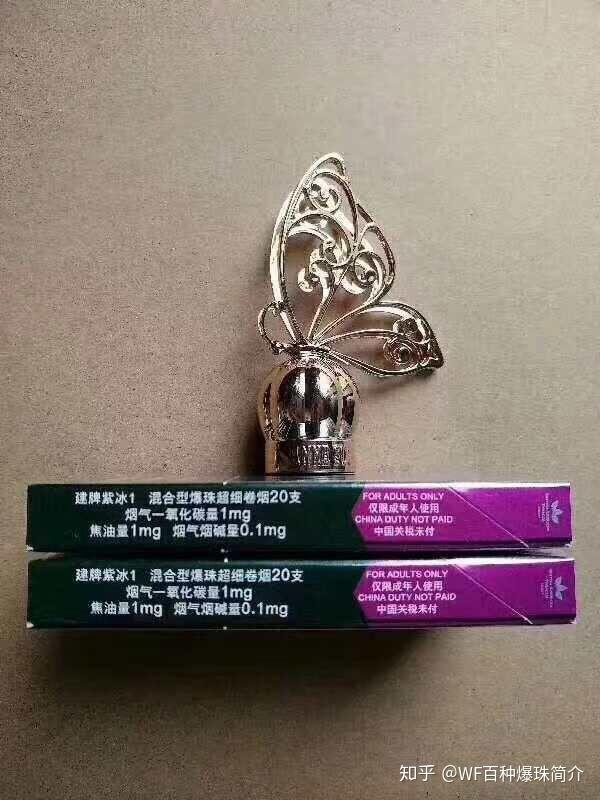 建牌紫冰1 混合型爆珠超细卷烟20支
烟气一氧化碳量1mg
焦油量1mg 烟气烟碱量0.1mg
FOR ADULTS ONLY
仅限成年人使用
CHINA DUTY NOT PAID
中国关税未付
建牌紫冰1 混合型爆珠超细卷烟20支
烟气一氧化碳量1mg
焦油量1mg 烟气烟碱量0.1mg
FOR ADULTS ONLY
仅限成年人使用
CHINA DUTY NOT PAID
中国关税未付
知乎 @WF百种爆珠简介